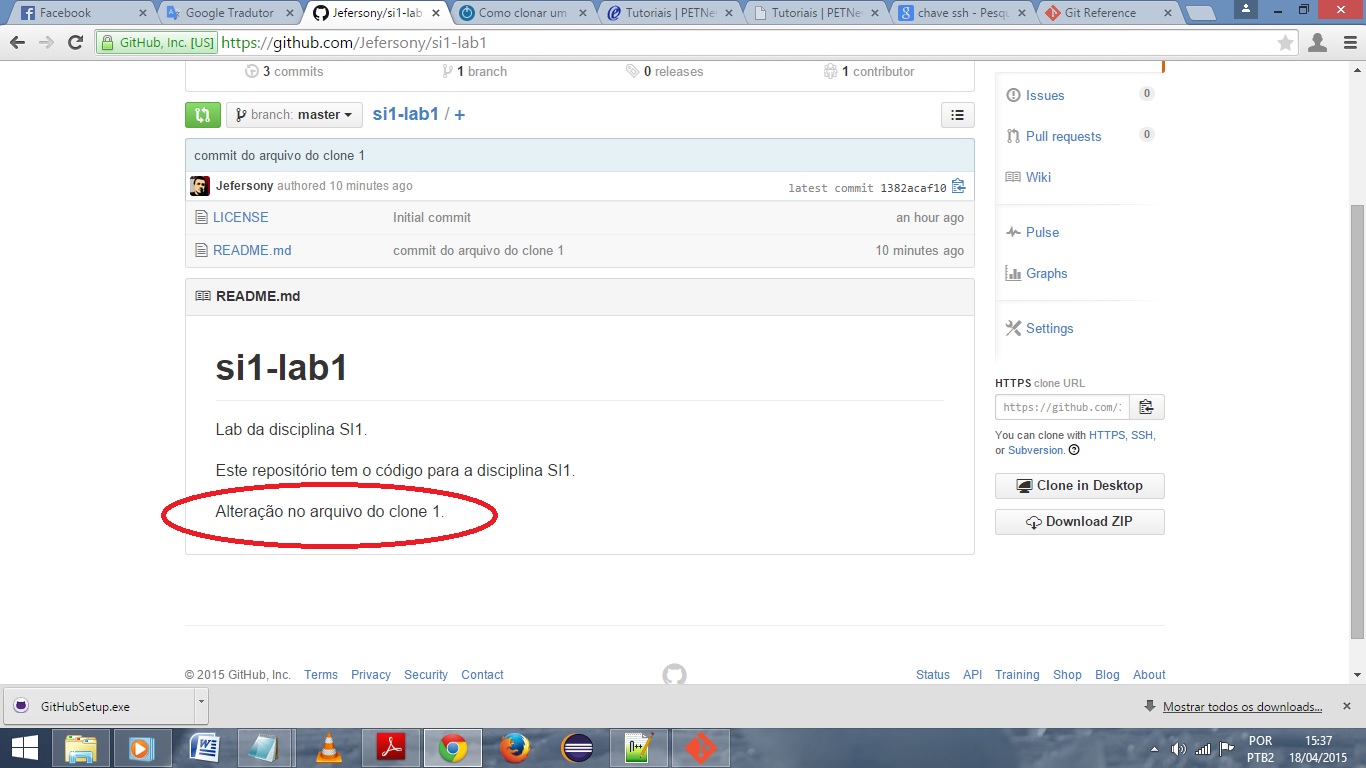 Facebook
Google Tradutor
Jefersony/si1-lab
Como clonar um
Tutoriais | PETNe
Tutoriais | PETNe
chave ssh - Pesqu
Git Reference
GitHub, Inc. [US]
https://github.com/Jefersony/si1-lab1
3 commits
1 branch
0 releases
1 contributor
branch: master
si1-lab1 / +
commit do arquivo do clone 1
Jefersony authored 10 minutes ago
latest commit 1382acaf10
LICENSE
Initial commit
an hour ago
README.md
commit do arquivo do clone 1
10 minutes ago
README.md
si1-lab1
Lab da disciplina SI1.
Este repositório tem o código para a disciplina SI1.
Alteração no arquivo do clone 1.
Issues
0
Pull requests
0
Wiki
Pulse
Graphs
Settings
HTTPS clone URL
https://github.com/
You can clone with HTTPS, SSH,
or Subversion.
Clone in Desktop
Download ZIP
© 2015 GitHub, Inc.
Terms
Privacy
Security
Contact
Status
API
Training
Shop
Blog
About
GitHubSetup.exe
Mostrar todos os downloads...
POR
PTB2
15:37
18/04/2015